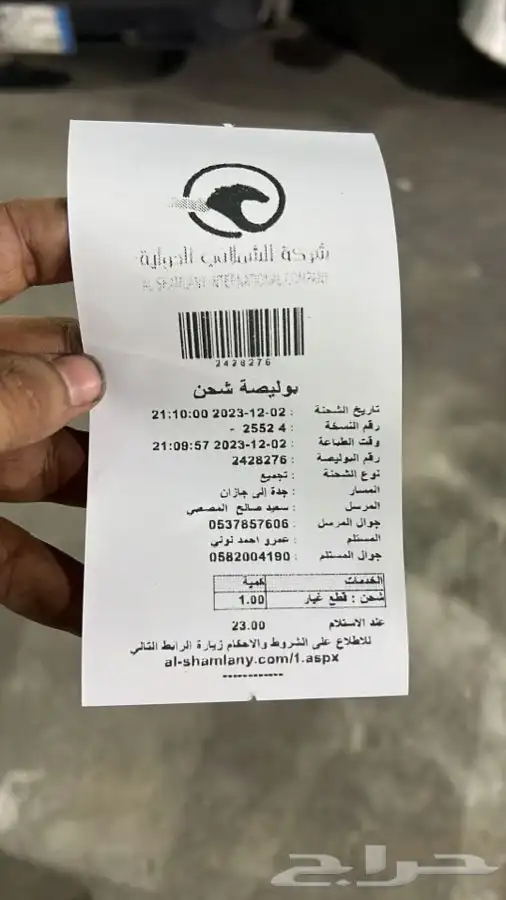 شركة الشملاني الدولية
AL SHAMLANY INTERNATIONAL COMPANY
2428276
بوليصة شحن
تاريخ الشحنة : 2023-12-02 21:10:00
رقم النسخة : 4 2552 -
وقت الطباعة : 2023-12-02 21:09:57
رقم البوليصة : 2428276
نوع الشحنة : تجميع
المسار : جدة إلى جازان
المرسل : سعيد صالح المصعبي
جوال المرسل : 0537857606
المستلم : عمرو احمد نوني
جوال المستلم : 0582004190
الخدمات كمية
شحن : قطع غيار 1.00
عند الاستلام 23.00
للاطلاع على الشروط والاحكام زيارة الرابط التالي
al-shamlany.com/1.aspx
------------
حراج